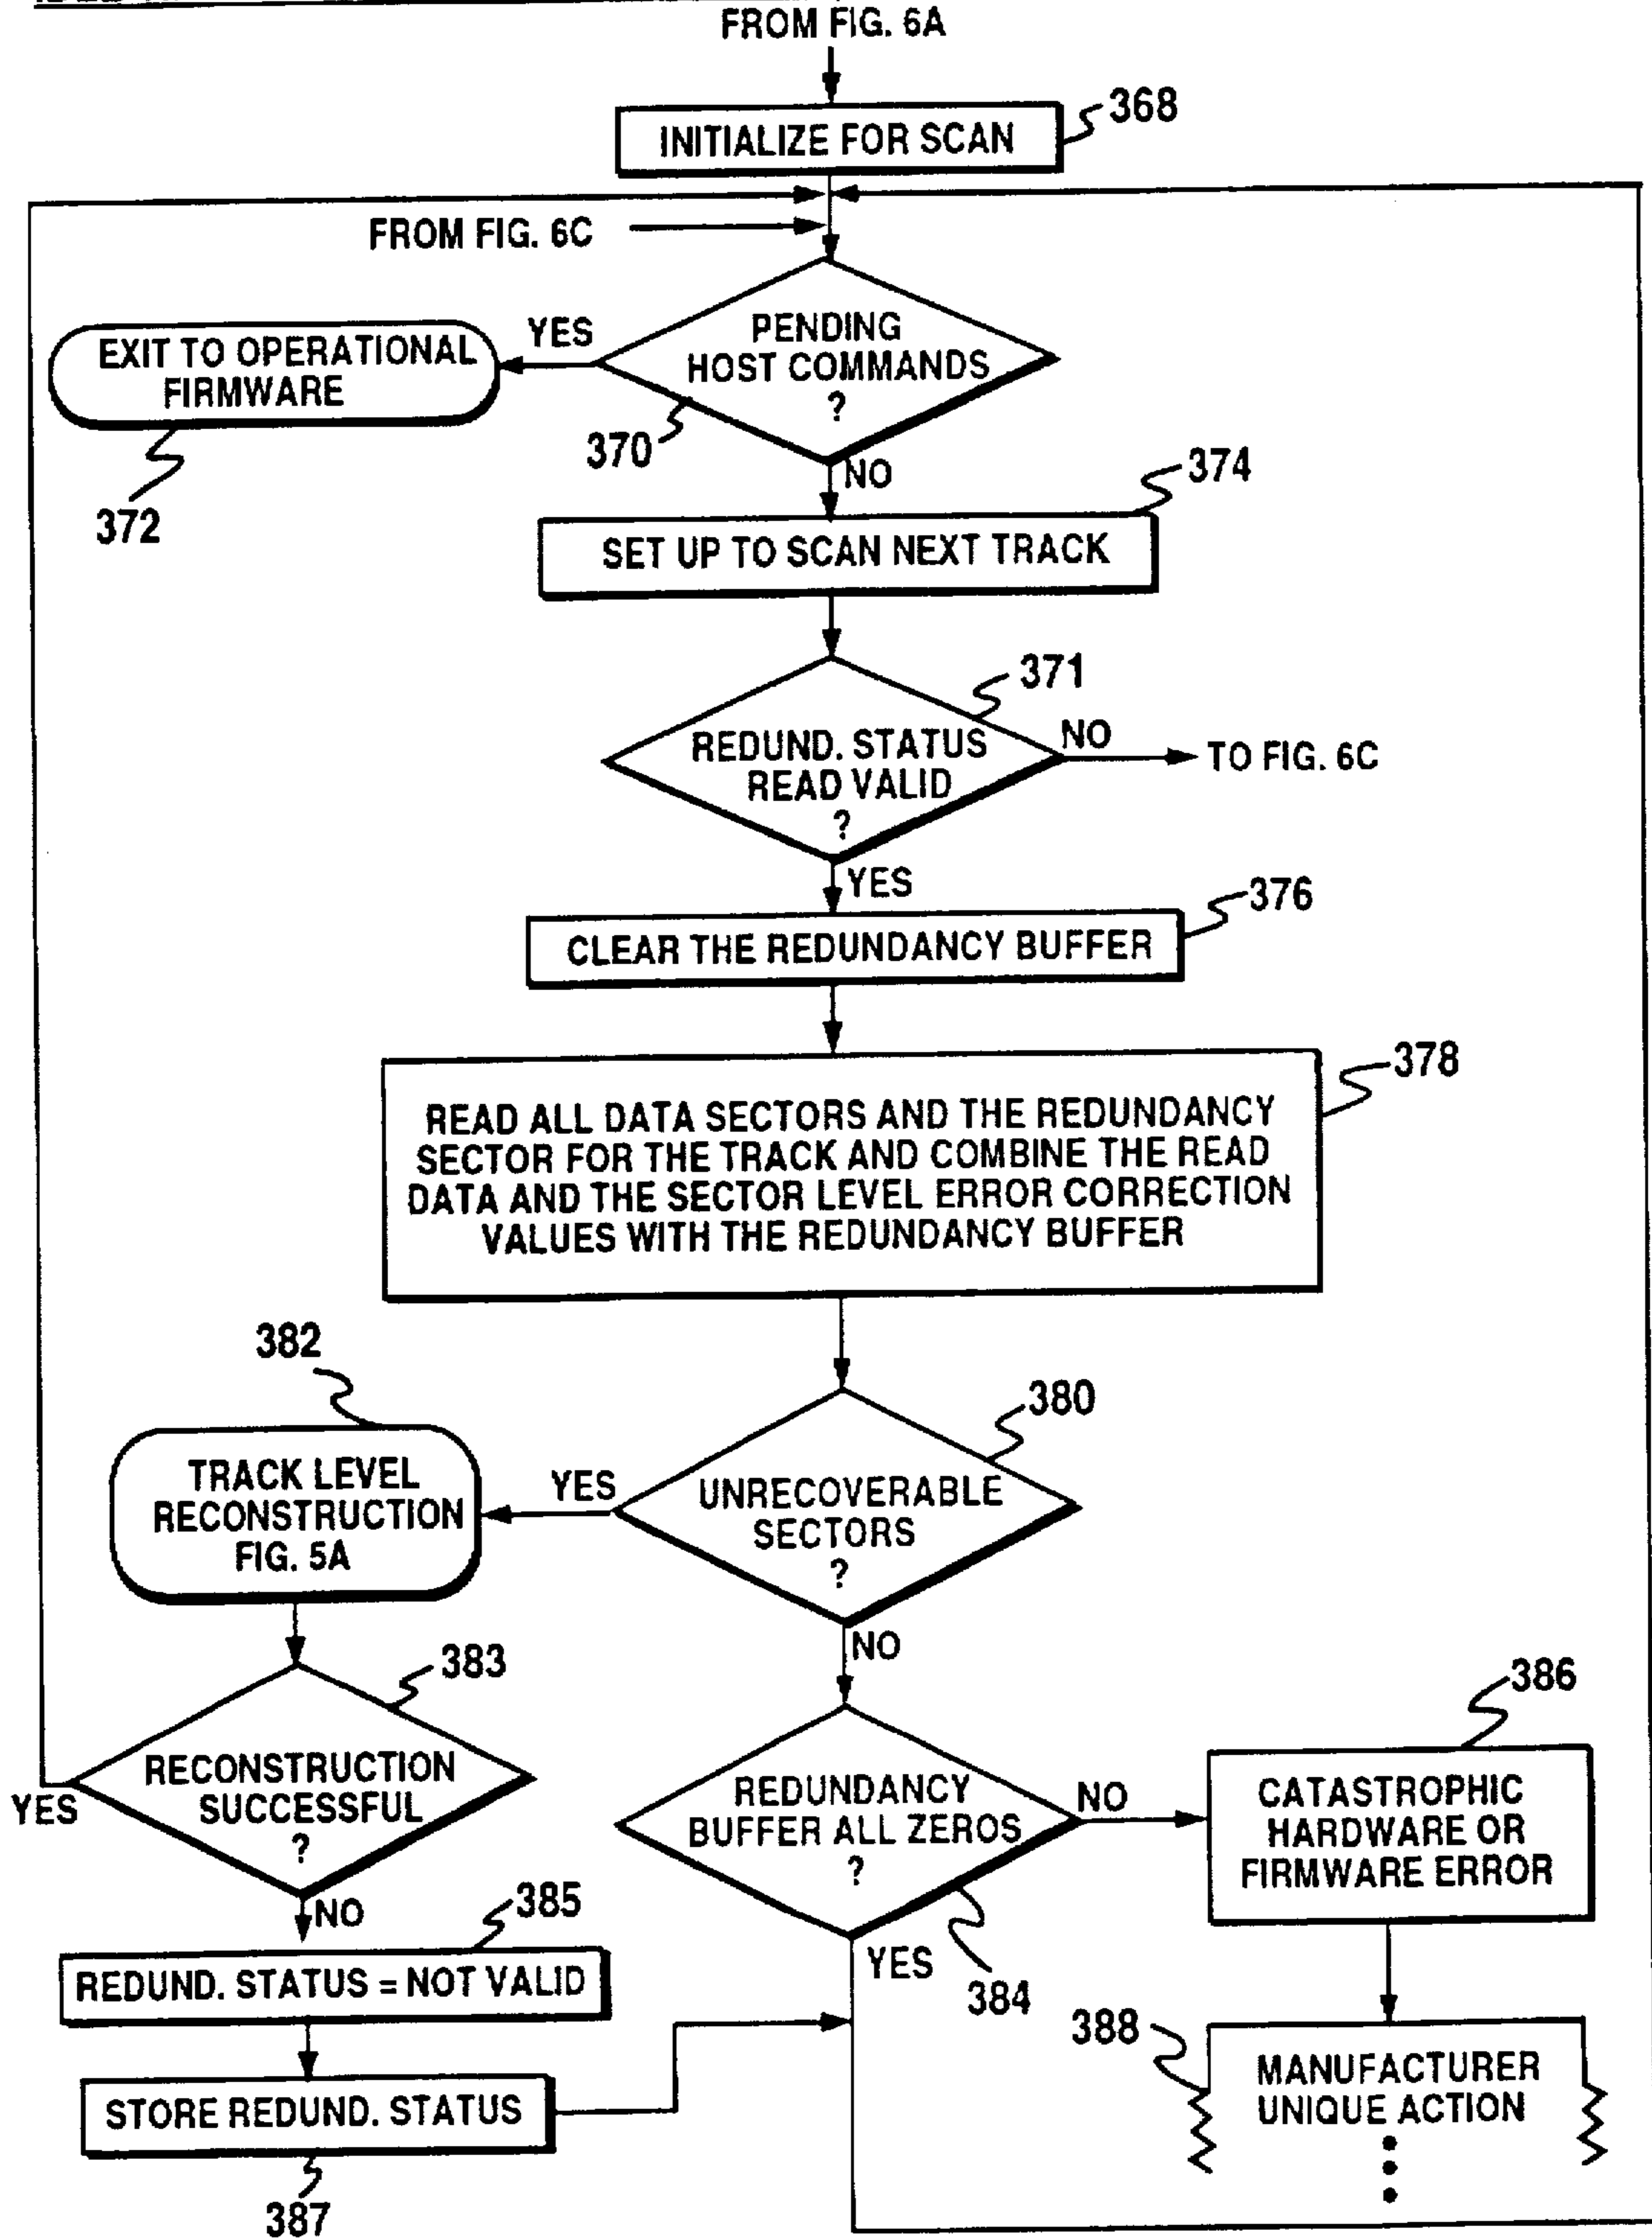 FROM FIG. 6A
INITIALIZE FOR SCAN
368
FROM FIG. 6C
PENDING
HOST COMMANDS
?
370
YES
EXIT TO OPERATIONAL
FIRMWARE
372
NO
374
SET UP TO SCAN NEXT TRACK
371
REDUND. STATUS
READ VALID
?
NO
TO FIG. 6C
YES
376
CLEAR THE REDUNDANCY BUFFER
378
READ ALL DATA SECTORS AND THE REDUNDANCY
SECTOR FOR THE TRACK AND COMBINE THE READ
DATA AND THE SECTOR LEVEL ERROR CORRECTION
VALUES WITH THE REDUNDANCY BUFFER
380
UNRECOVERABLE
SECTORS
?
YES
382
TRACK LEVEL
RECONSTRUCTION
FIG. 5A
383
RECONSTRUCTION
SUCCESSFUL
?
YES
NO
385
REDUND. STATUS = NOT VALID
STORE REDUND. STATUS
387
NO
REDUNDANCY
BUFFER ALL ZEROS
?
384
YES
NO
386
CATASTROPHIC
HARDWARE OR
FIRMWARE ERROR
388
MANUFACTURER
UNIQUE ACTION